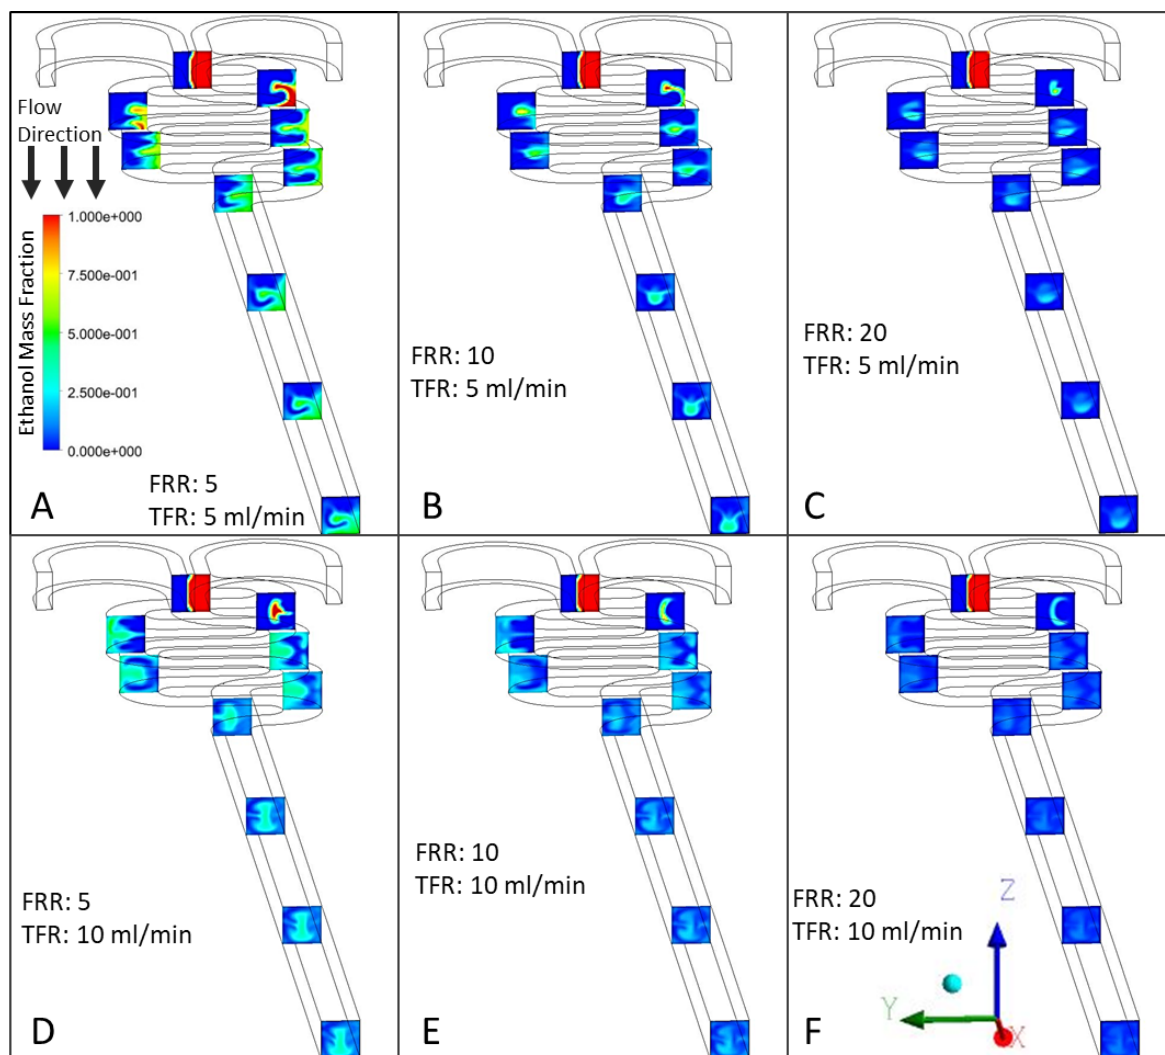 A
Flow
Direction
Ethanol Mass Fraction
1.000e+000
7.500e-001
5.000e-001
2.500e-001
0.000e+000
FRR: 5
TFR: 5 ml/min
B
FRR: 10
TFR: 5 ml/min
C
FRR: 20
TFR: 5 ml/min
D
FRR: 5
TFR: 10 ml/min
E
FRR: 10
TFR: 10 ml/min
F
FRR: 20
TFR: 10 ml/min
Z
Y
X